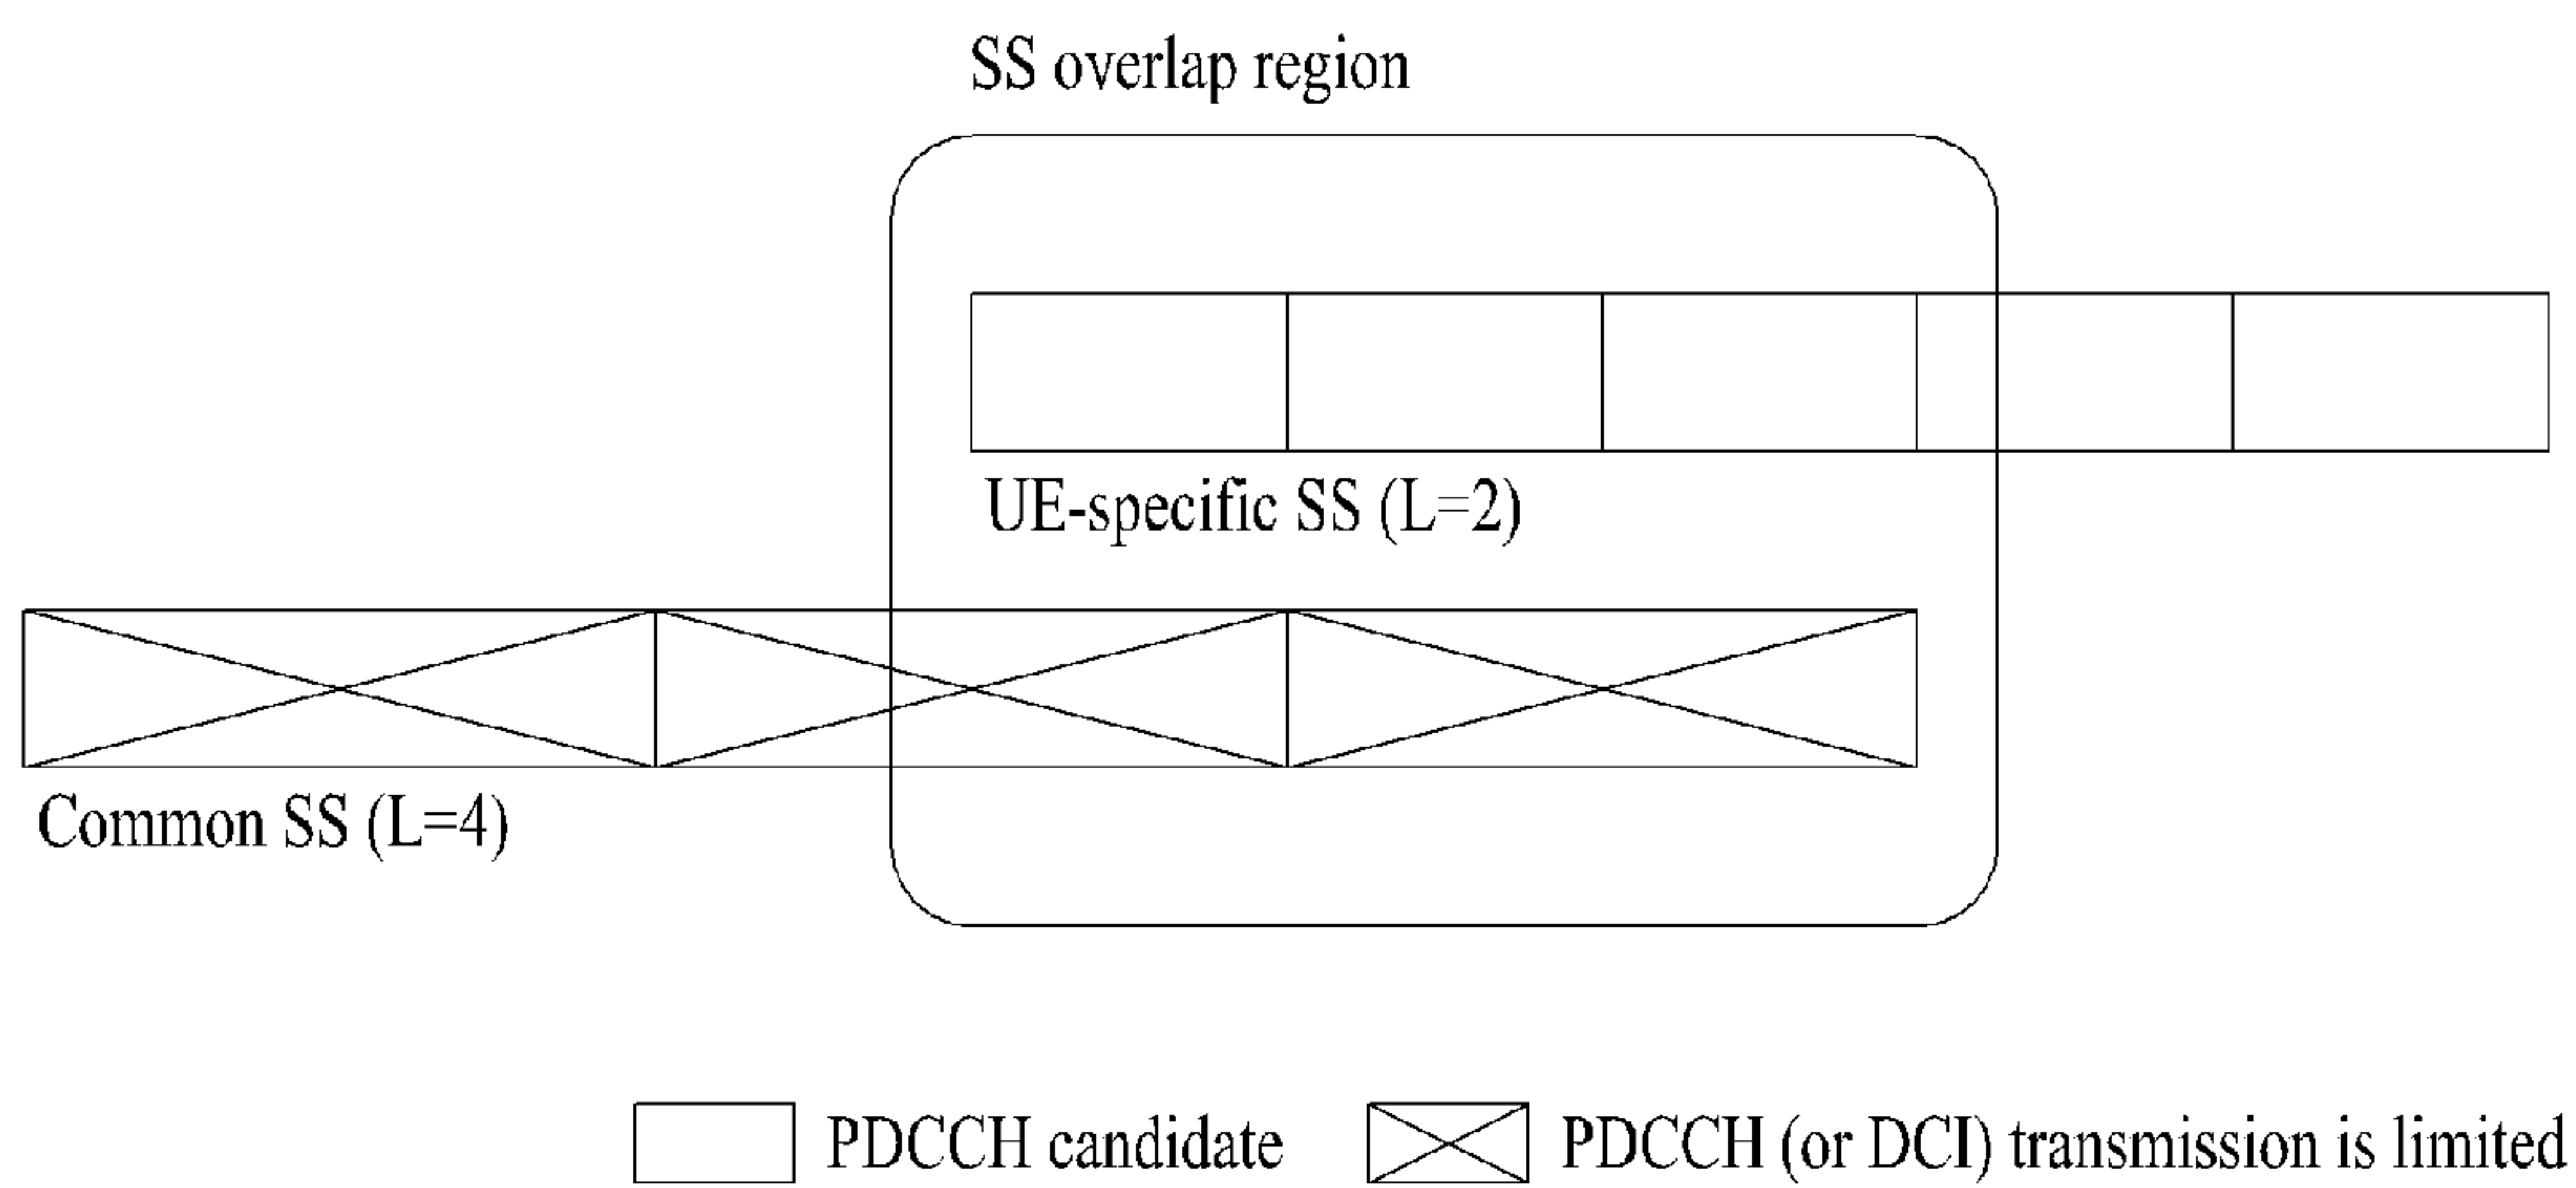 SS overlap region
UE-specific SS (L=2)
Common SS (L=4)
PDCCH candidate
PDCCH (or DCI) transmission is limited